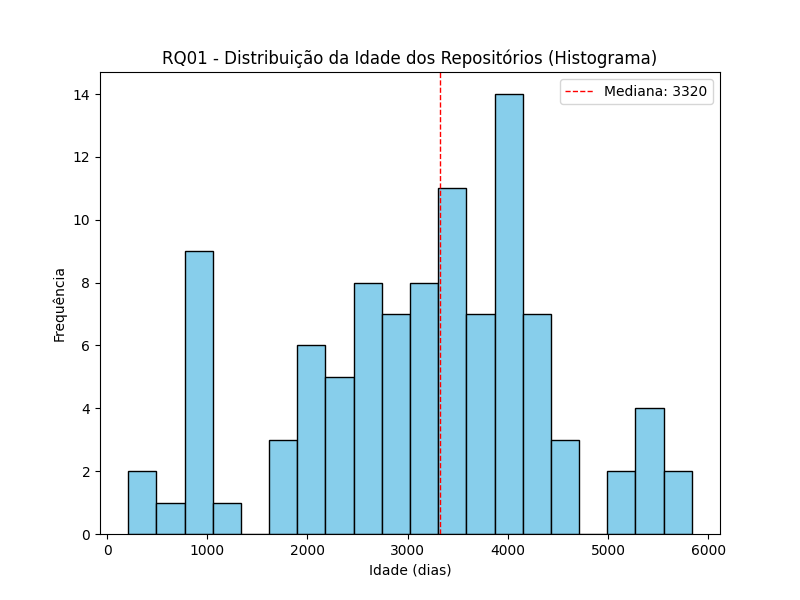 RQ01 - Distribuição da Idade dos Repositórios (Histograma)
Mediana: 3320
14
12
10
8
6
4
2
0
Frequência
0 1000 2000 3000 4000 5000 6000
Idade (dias)